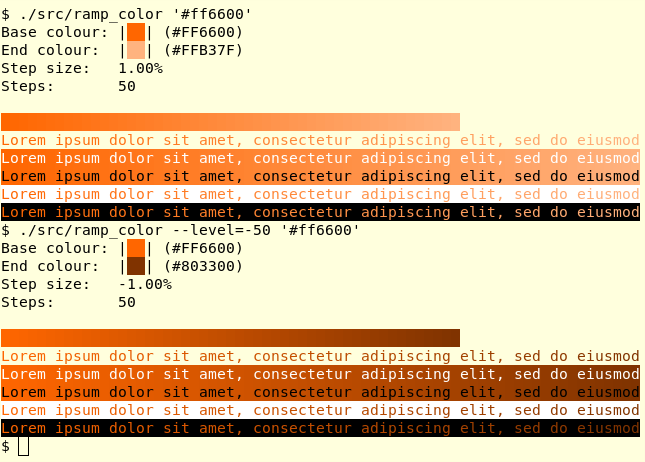 $ ./src/ramp_color '#ff6600'
Base colour: |  | (#FF6600)
End colour:  |  | (#FFB37F)
Step size:   1.00%
Steps:       50
Lorem ipsum dolor sit amet, consectetur adipiscing elit, sed do eiusmod
Lorem ipsum dolor sit amet, consectetur adipiscing elit, sed do eiusmod
Lorem ipsum dolor sit amet, consectetur adipiscing elit, sed do eiusmod
Lorem ipsum dolor sit amet, consectetur adipiscing elit, sed do eiusmod
Lorem ipsum dolor sit amet, consectetur adipiscing elit, sed do eiusmod
$ ./src/ramp_color --level=-50 '#ff6600'
Base colour: |  | (#FF6600)
End colour:  |  | (#803300)
Step size:   -1.00%
Steps:       50
Lorem ipsum dolor sit amet, consectetur adipiscing elit, sed do eiusmod
Lorem ipsum dolor sit amet, consectetur adipiscing elit, sed do eiusmod
Lorem ipsum dolor sit amet, consectetur adipiscing elit, sed do eiusmod
Lorem ipsum dolor sit amet, consectetur adipiscing elit, sed do eiusmod
Lorem ipsum dolor sit amet, consectetur adipiscing elit, sed do eiusmod
$